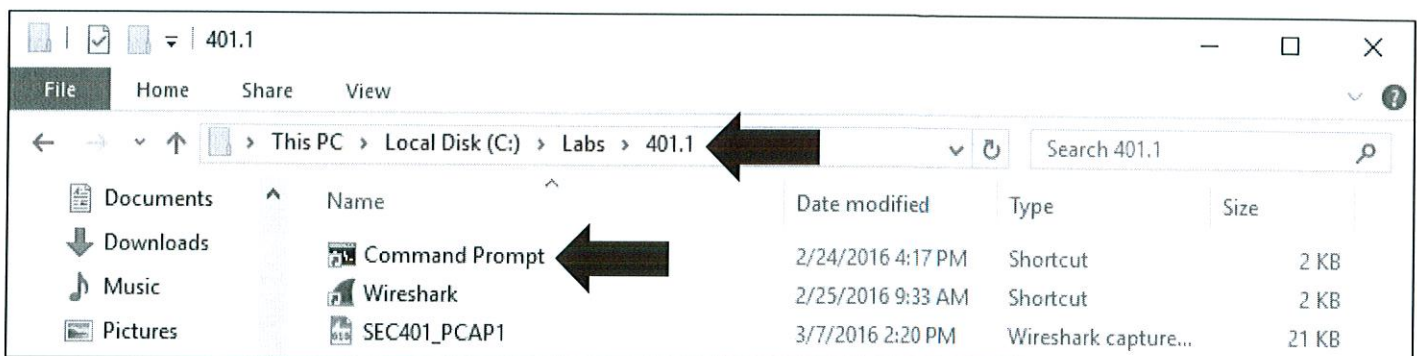 401.1
File Home Share View
This PC > Local Disk (C:) > Labs > 401.1 Search 401.1
Documents Name Date modified Type Size
Downloads Command Prompt 2/24/2016 4:17 PM Shortcut 2 KB
Music Wireshark 2/25/2016 9:33 AM Shortcut 2 KB
Pictures SEC401_PCAP1 3/7/2016 2:20 PM Wireshark capture... 21 KB